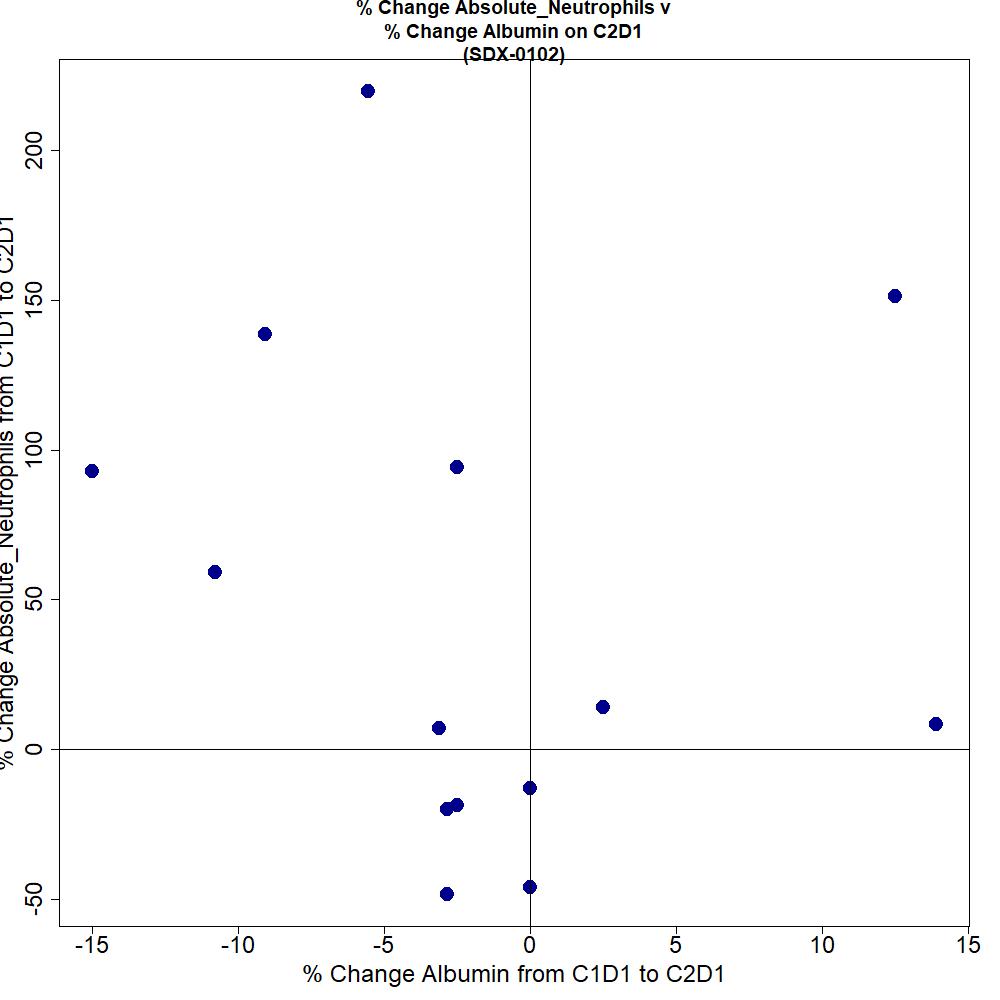 % Change Absolute_Neutrophils v
% Change Albumin on C2D1
(SDX-0102)
% Change Absolute_Neutrophils from C1D1 to C2D1
200
150
100
50
0
-50
-15
-10
-5
0
5
10
15
% Change Albumin from C1D1 to C2D1